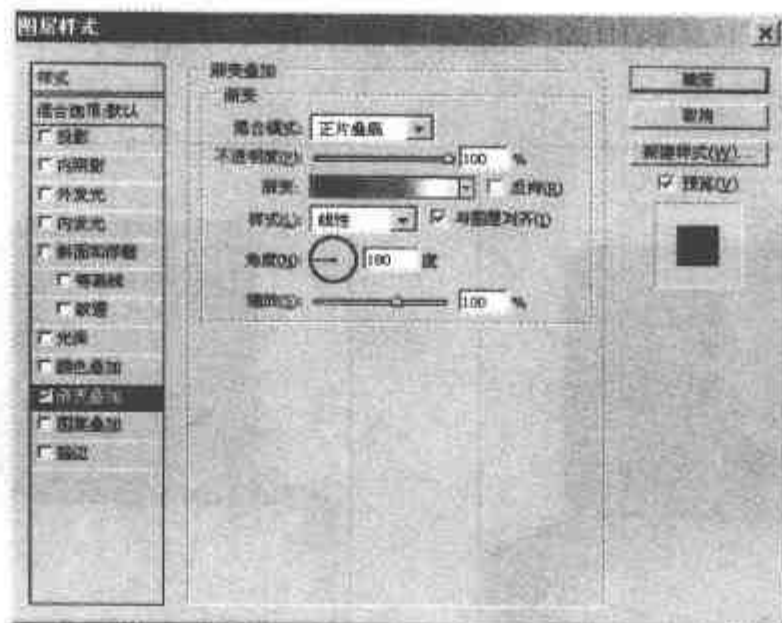 图层样式
样式
混合选项:默认
投影
内阴影
外发光
内发光
斜面和浮雕
等高线
纹理
光泽
颜色叠加
渐变叠加
图案叠加
描边
渐变叠加
渐变
混合模式: 正片叠底
不透明度(P): 100 %
渐变: 反向(R)
样式(L): 线性 与图层对齐(I)
角度(N): 180 度
缩放(S): 100 %
确定
取消
新建样式(W)...
预览(V)